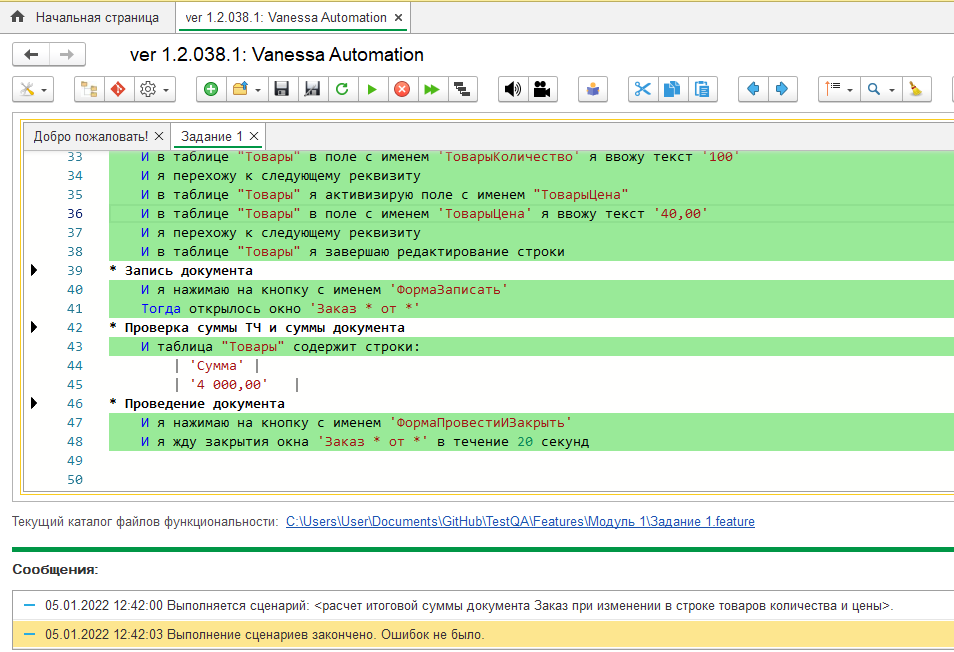 Начальная страница
ver 1.2.038.1: Vanessa Automation ×
ver 1.2.038.1: Vanessa Automation
Добро пожаловать! × Задание 1 ×
33 И в таблице "Товары" в поле с именем 'ТоварыКоличество' я ввожу текст '100'
34 И я перехожу к следующему реквизиту
35 И в таблице "Товары" я активизирую поле с именем "ТоварыЦена"
36 И в таблице "Товары" в поле с именем 'ТоварыЦена' я ввожу текст '40,00'
37 И я перехожу к следующему реквизиту
38 И в таблице "Товары" я завершаю редактирование строки
39 * Запись документа
40 И я нажимаю на кнопку с именем 'ФормаЗаписать'
41 Тогда открылось окно 'Заказ * от *'
42 * Проверка суммы ТЧ и суммы документа
43 И таблица "Товары" содержит строки:
44 | 'Сумма' |
45 | '4 000,00' |
46 * Проведение документа
47 И я нажимаю на кнопку с именем 'ФормаПровестиИЗакрыть'
48 И я жду закрытия окна 'Заказ * от *' в течение 20 секунд
49
50
Текущий каталог файлов функциональности: C:\Users\User\Documents\GitHub\TestQA\Features\Модуль 1\Задание 1.feature
Сообщения:
05.01.2022 12:42:00 Выполняется сценарий: <расчет итоговой суммы документа Заказ при изменении в строке товаров количества и цены>.
05.01.2022 12:42:03 Выполнение сценариев закончено. Ошибок не было.